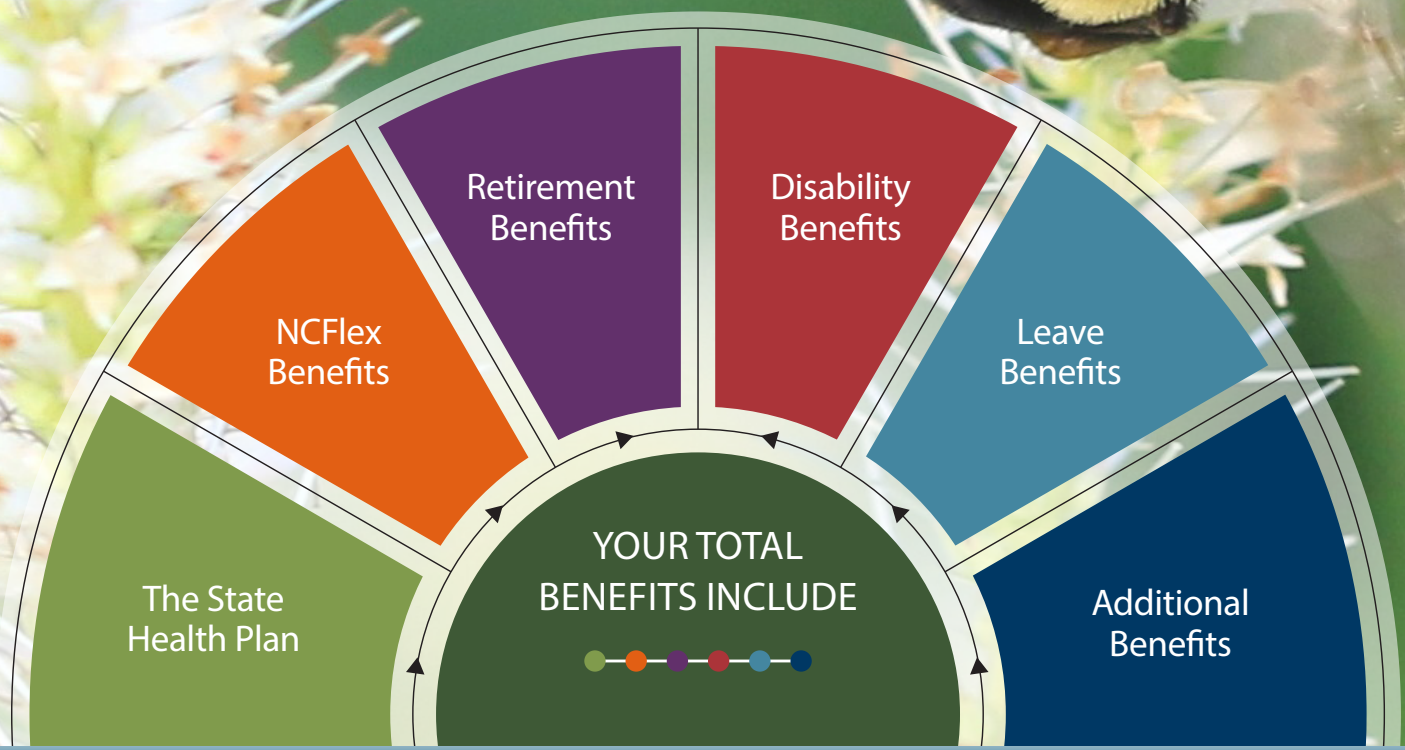 Retirement
Benefits
Disability
Benefits
NCFlex
Benefits
Leave
Benefits
The State
Health Plan
YOUR TOTAL
BENEFITS INCLUDE
Additional
Benefits